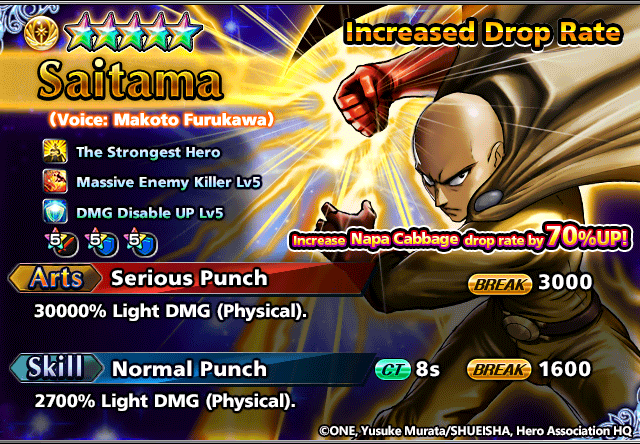 Increased Drop Rate
Saitama
(Voice: Makoto Furukawa)
The Strongest Hero
Massive Enemy Killer Lv5
DMG Disable UP Lv5
5 5 5
Increase Napa Cabbage drop rate by 70%UP!
Arts Serious Punch BREAK 3000
30000% Light DMG (Physical).
Skill Normal Punch CT 8s BREAK 1600
2700% Light DMG (Physical).
©ONE, Yusuke Murata/SHUEISHA, Hero Association HQ